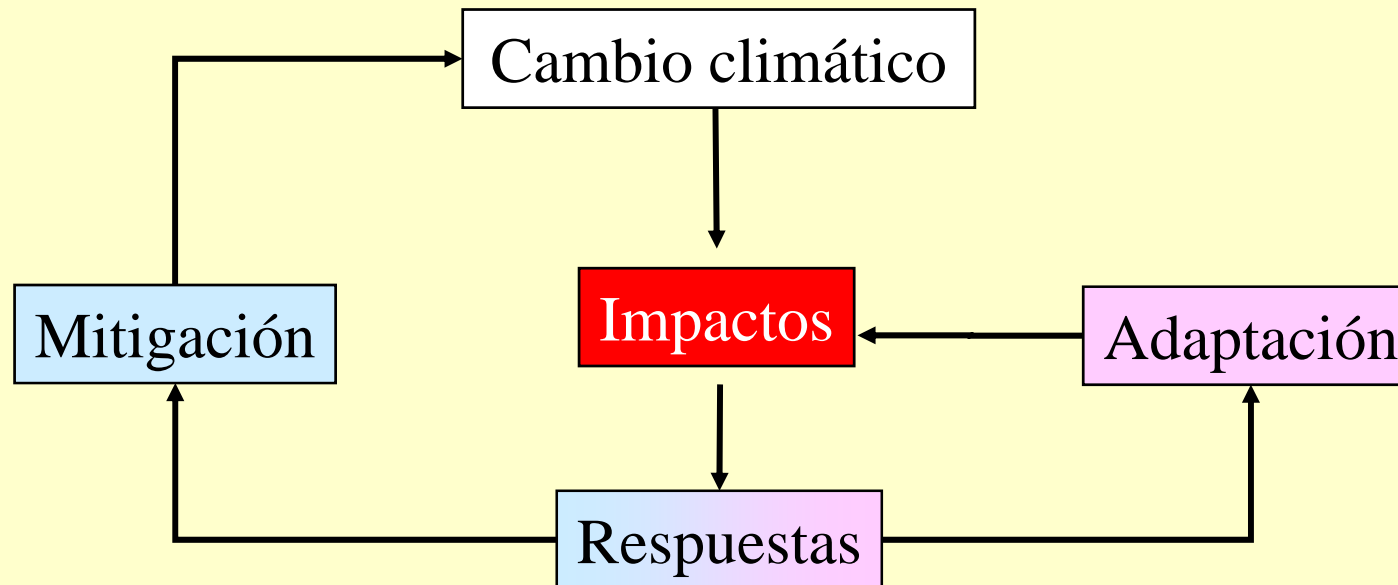 Cambio climático
Mitigación
Impactos
Adaptación
Respuestas